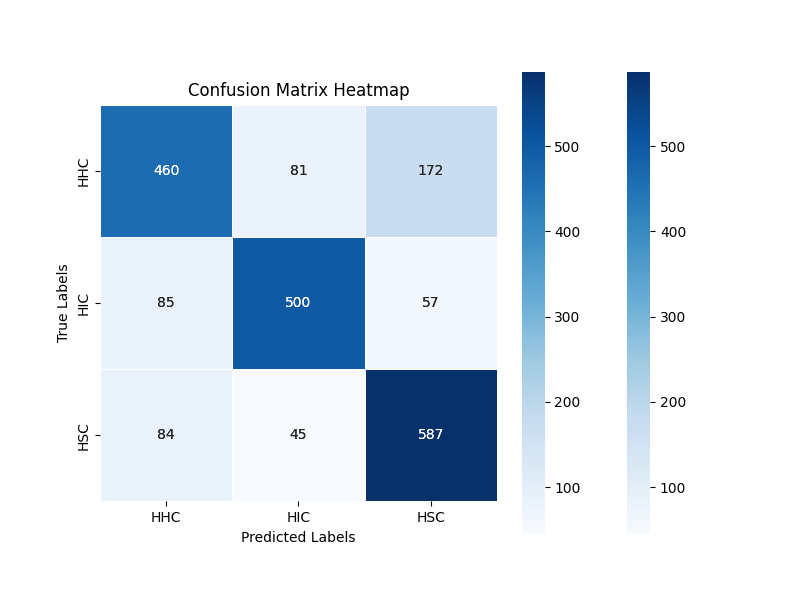 Confusion Matrix Heatmap
True Labels
HHC 460 81 172
HIC 85 500 57
HSC 84 45 587
HHC HIC HSC
Predicted Labels
500 500
400 400
300 300
200 200
100 100